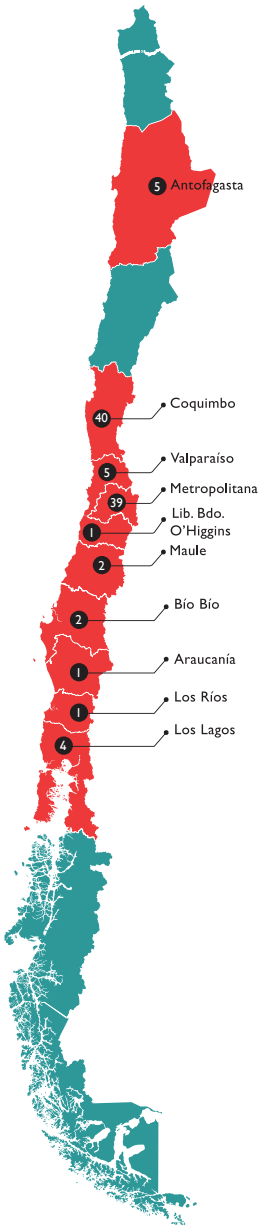 5 Antofagasta
40 Coquimbo
5 Valparaíso
39 Metropolitana
1 Lib. Bdo.
O'Higgins
2 Maule
2 Bío Bío
1 Araucanía
1 Los Ríos
4 Los Lagos